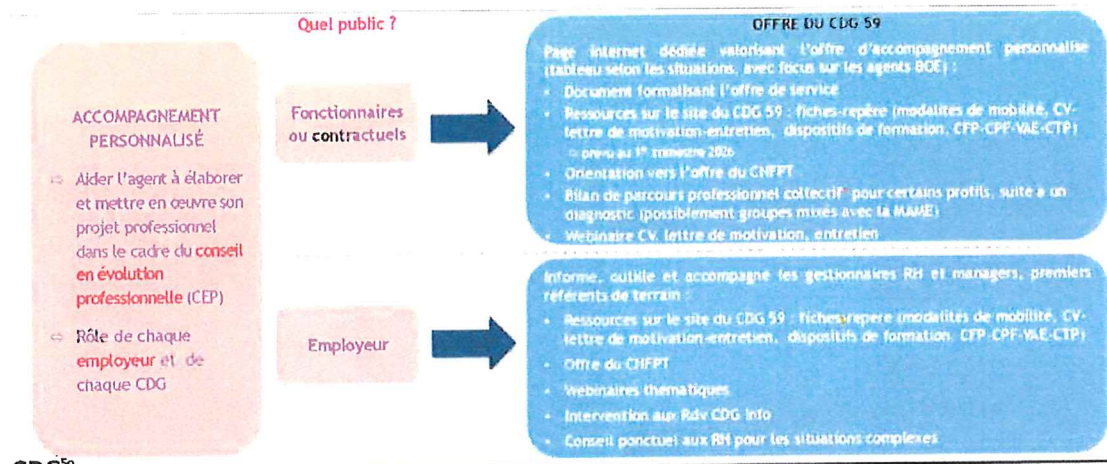 Quel public ?
OFFRE DU CDG 59
ACCOMPAGNEMENT
PERSONNALISÉ
⇨ Aider l'agent à élaborer
et mettre en œuvre son
projet professionnel
dans le cadre du conseil
en évolution
professionnelle (CEP)
⇨ Rôle de chaque
employeur et de
chaque CDG
Fonctionnaires
ou contractuels
Page internet dédiée valorisant l'offre d'accompagnement personnalisé
(tableau selon les situations, avec focus sur les agents BOE) :
• Document formalisant l'offre de service
• Ressources sur le site du CDG 59 : fiches-repère (modalités de mobilité, CV-
lettre de motivation-entretien, dispositifs de formation, CFP-CPF-VAE-CTP)
⇨ prévu au 1er trimestre 2026
• Orientation vers l'offre du CNFPT
• Bilan de parcours professionnel collectif* pour certains profils, suite à un
diagnostic (possiblement groupes mixes avec la MAME)
• Webinaire CV, lettre de motivation, entretien
Employeur
Informe, outille et accompagne les gestionnaires RH et managers, premiers
référents de terrain :
• Ressources sur le site du CDG 59 : fiches-repère (modalités de mobilité, CV-
lettre de motivation-entretien, dispositifs de formation, CFP-CPF-VAE-CTP)
• Offre du CNFPT
• Webinaires thématiques
• Intervention aux Rdv CDG Info
• Conseil ponctuel aux RH pour les situations complexes